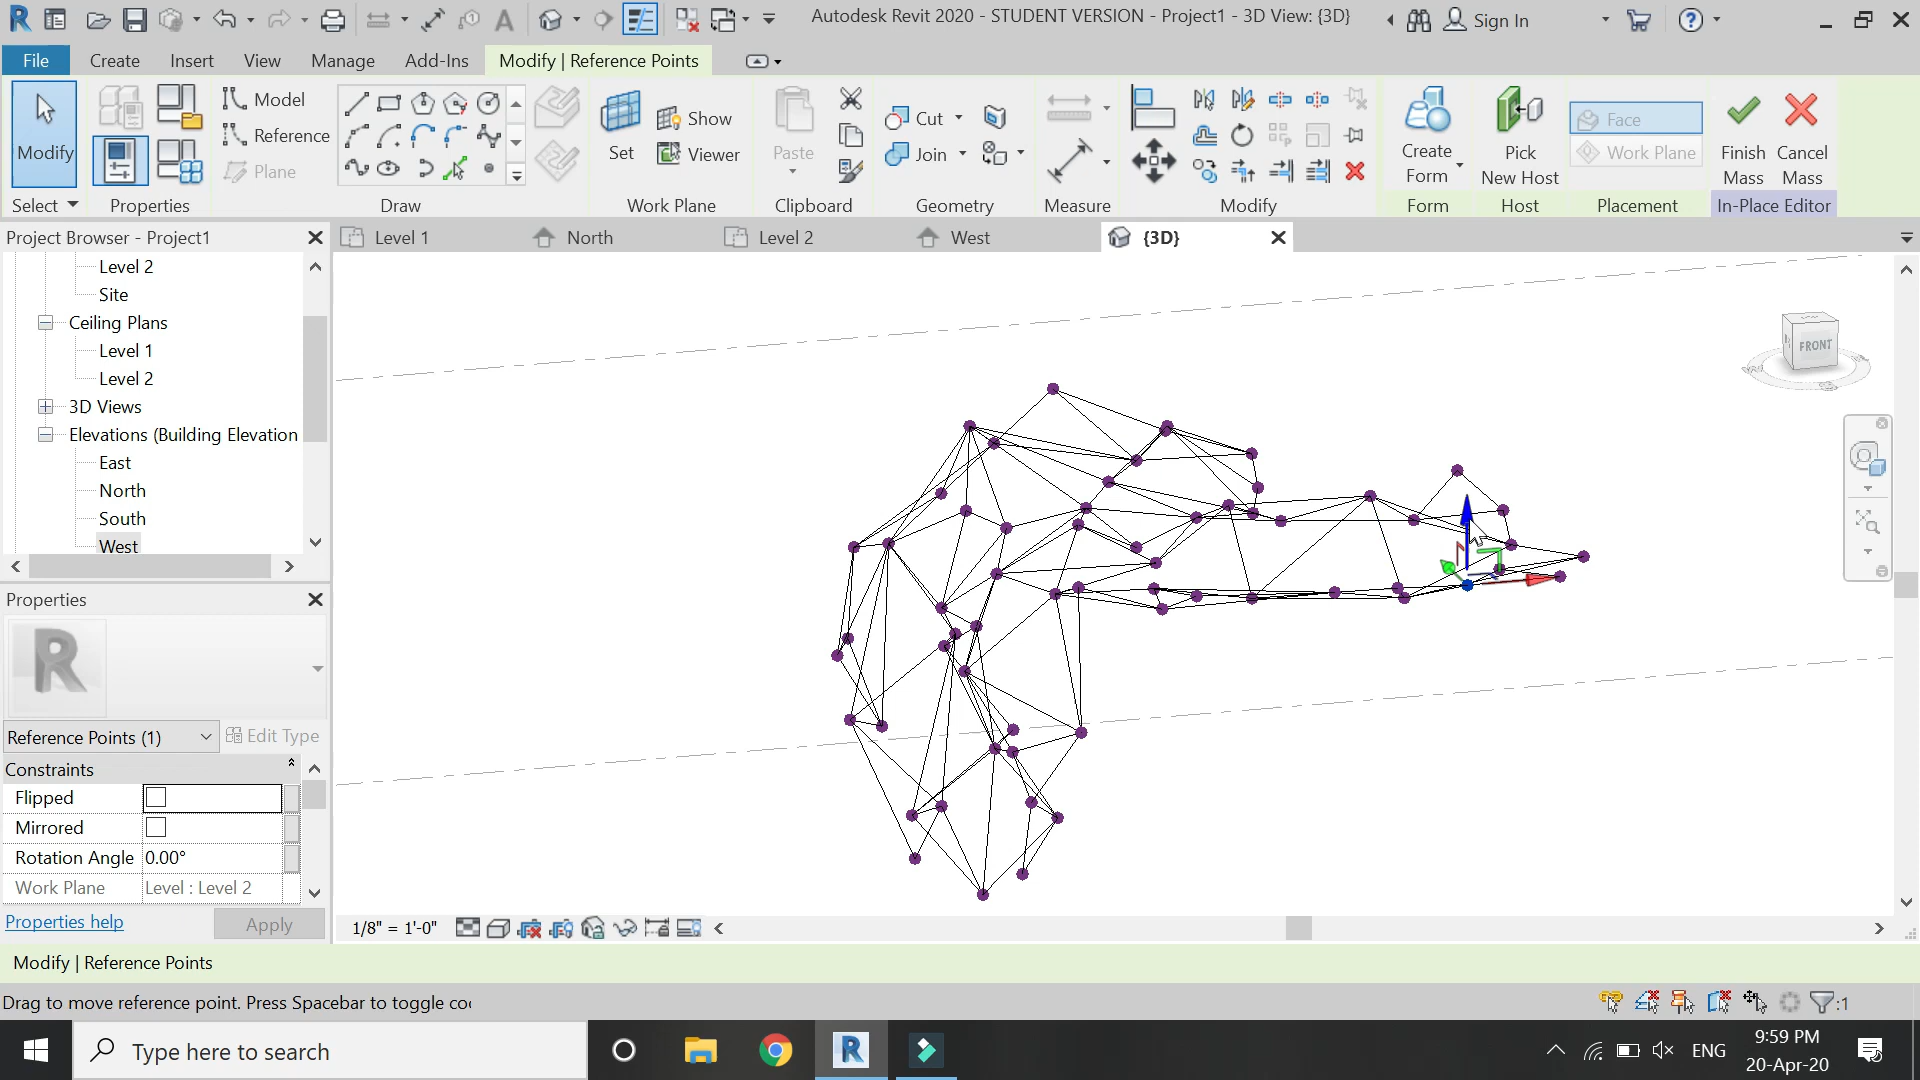 Autodesk Revit 2020 - STUDENT VERSION - Project1 - 3D View: {3D}
Sign In
File
Create
Insert
View
Manage
Add-Ins
Modify | Reference Points
Modify
Select
Properties
Model
Reference
Plane
Draw
Set
Show
Viewer
Work Plane
Paste
Clipboard
Cut
Join
Geometry
Measure
Modify
Create
Form
Form
Pick
New Host
Host
Face
Work Plane
Placement
Finish
Mass
Cancel
Mass
In-Place Editor
Project Browser - Project1
Level 1
North
Level 2
West
{3D}
Level 2
Site
Ceiling Plans
Level 1
Level 2
3D Views
Elevations (Building Elevation
East
North
South
West
FRONT
Properties
Reference Points (1)
Edit Type
Constraints
Flipped
Mirrored
Rotation Angle 0.00°
Work Plane Level : Level 2
Properties help
Apply
1/8" = 1'-0"
Modify | Reference Points
Drag to move reference point. Press Spacebar to toggle co
:1
Type here to search
ENG
9:59 PM
20-Apr-20